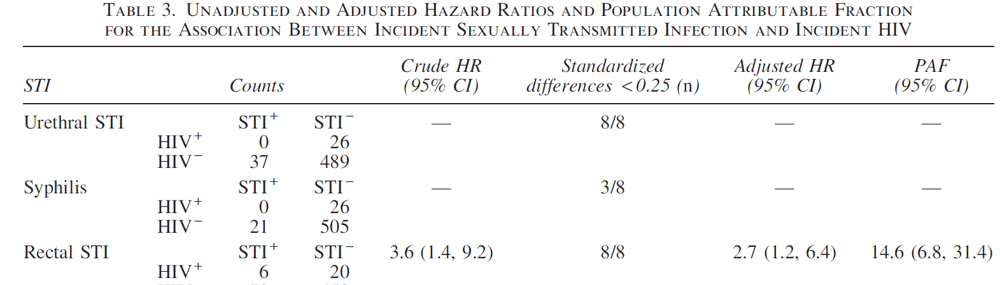 TABLE 3. UNADJUSTED AND ADJUSTED HAZARD RATIOS AND POPULATION ATTRIBUTABLE FRACTION
FOR THE ASSOCIATION BETWEEN INCIDENT SEXUALLY TRANSMITTED INFECTION AND INCIDENT HIV
STI Counts Crude HR (95% CI) Standardized differences <0.25 (n) Adjusted HR (95% CI) PAF (95% CI)
Urethral STI STI+ STI− — 8/8 — —
HIV+ 0 26
HIV− 37 489
Syphilis STI+ STI− — 3/8 — —
HIV+ 0 26
HIV− 21 505
Rectal STI STI+ STI− 3.6 (1.4, 9.2) 8/8 2.7 (1.2, 6.4) 14.6 (6.8, 31.4)
HIV+ 6 20